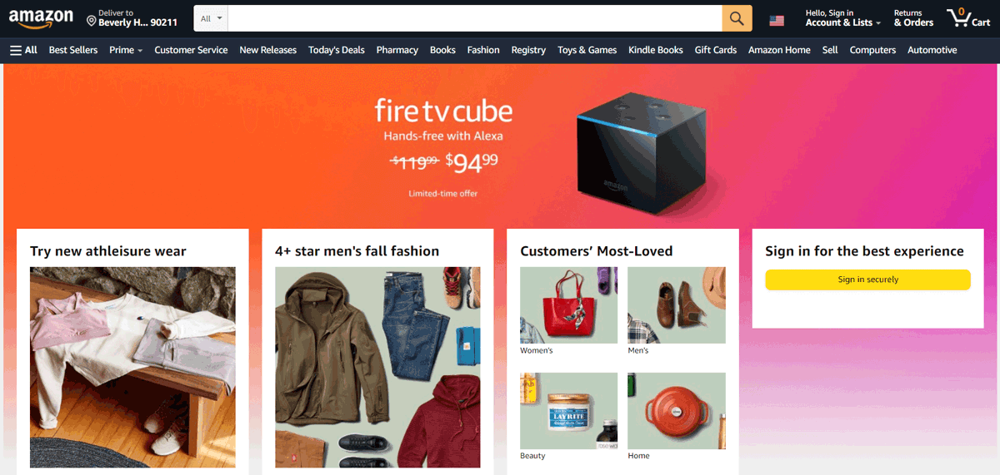 amazon
Deliver to
Beverly H... 90211
All
Hello, Sign in
Account & Lists
Returns
& Orders
0
Cart
All
Best Sellers
Prime
Customer Service
New Releases
Today's Deals
Pharmacy
Books
Fashion
Registry
Toys & Games
Kindle Books
Gift Cards
Amazon Home
Sell
Computers
Automotive
fire tv cube
Hands-free with Alexa
$119.99 $94.99
Limited-time offer
amazon
Try new athleisure wear
4+ star men's fall fashion
Customers’ Most-Loved
Women's
Men's
LAYRITE
Beauty
Home
Sign in for the best experience
Sign in securely